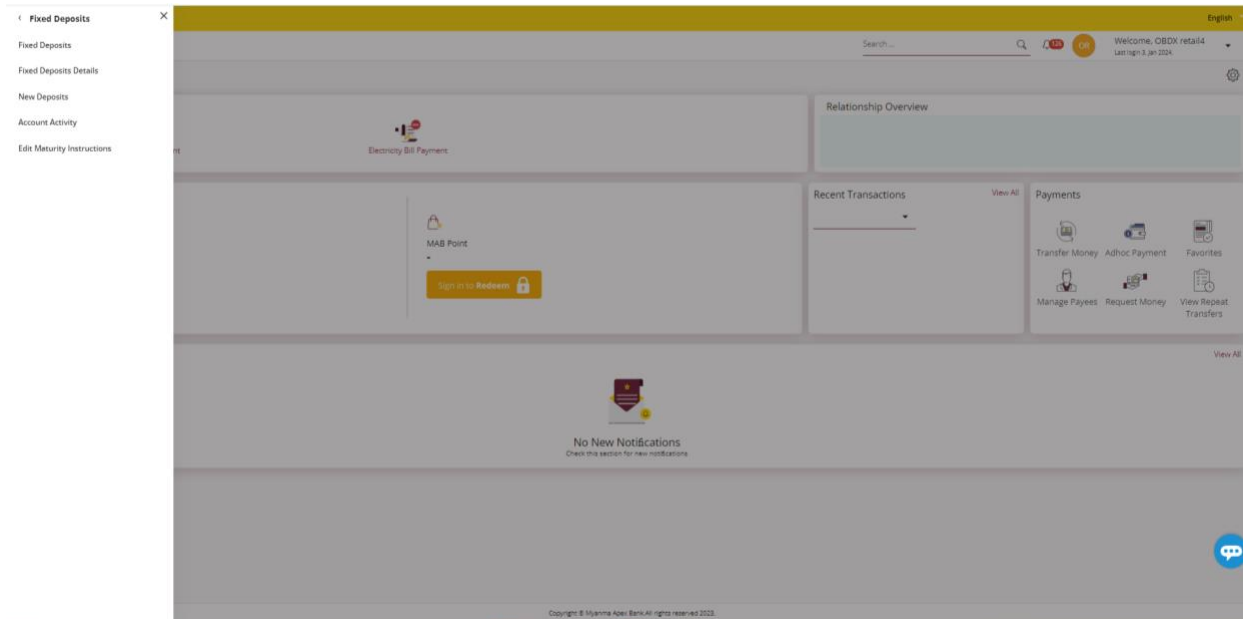 Fixed Deposits
Fixed Deposits
Fixed Deposits Details
New Deposits
Account Activity
Edit Maturity Instructions
English
Search...
OR
Welcome, OBDX retail4
Last login 3, Jan 2024,
nt
Electricity Bill Payment
Relationship Overview
MAB Point
-
Sign in to Redeem
Recent Transactions
View All
Payments
Transfer Money
Adhoc Payment
Favorites
Manage Payees
Request Money
View Repeat
Transfers
View All
No New Notifications
Check this section for new notifications
Copyright © Myanma Apex Bank.All rights reserved 2023.